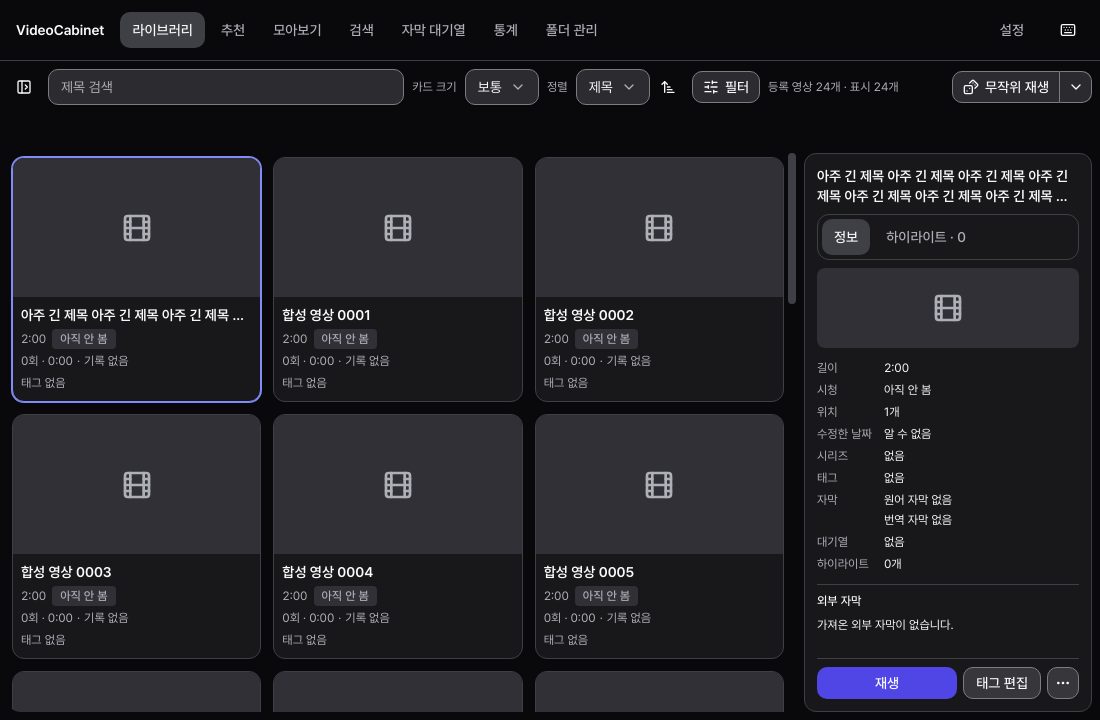 VideoCabinet 라이브러리 추천 모아보기 검색 자막 대기열 통계 폴더 관리 설정
제목 검색 카드 크기 보통 정렬 제목 필터 등록 영상 24개 · 표시 24개 무작위 재생
아주 긴 제목 아주 긴 제목 아주 긴 제목 ...
2:00 아직 안 봄
0회 · 0:00 · 기록 없음
태그 없음
합성 영상 0001
2:00 아직 안 봄
0회 · 0:00 · 기록 없음
태그 없음
합성 영상 0002
2:00 아직 안 봄
0회 · 0:00 · 기록 없음
태그 없음
합성 영상 0003
2:00 아직 안 봄
0회 · 0:00 · 기록 없음
태그 없음
합성 영상 0004
2:00 아직 안 봄
0회 · 0:00 · 기록 없음
태그 없음
합성 영상 0005
2:00 아직 안 봄
0회 · 0:00 · 기록 없음
태그 없음
아주 긴 제목 아주 긴 제목 아주 긴 제목 아주 긴
제목 아주 긴 제목 아주 긴 제목 아주 긴 제목 ...
정보 하이라이트 · 0
길이 2:00
시청 아직 안 봄
위치 1개
수정한 날짜 알 수 없음
시리즈 없음
태그 없음
자막 원어 자막 없음
번역 자막 없음
대기열 없음
하이라이트 0개
외부 자막
가져온 외부 자막이 없습니다.
재생 태그 편집